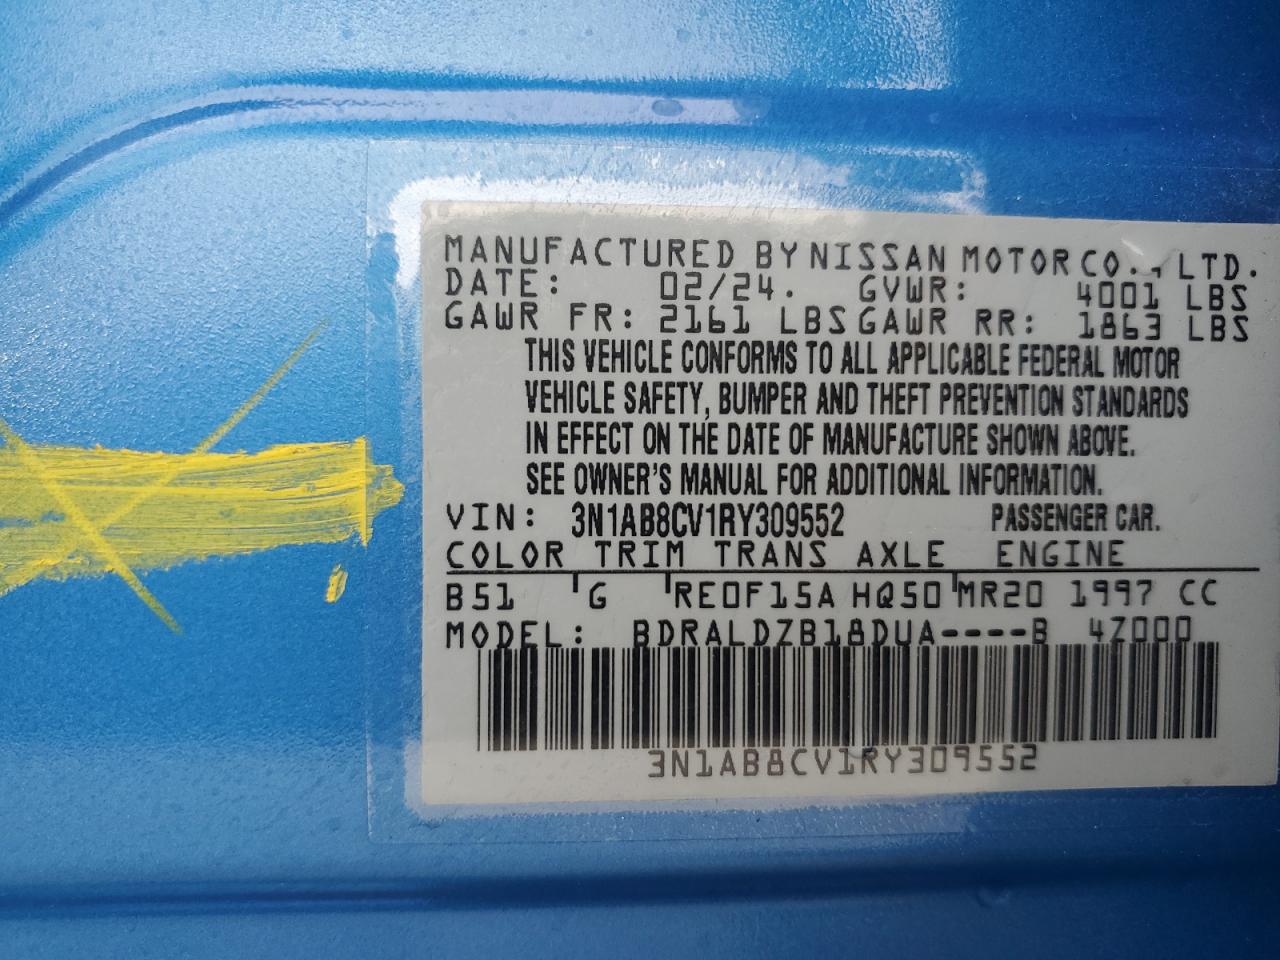 MANUFACTURED BY NISSAN MOTOR CO., LTD.
DATE: 02/24. GVWR: 4001 LBS
GAWR FR: 2161 LBS GAWR RR: 1863 LBS
THIS VEHICLE CONFORMS TO ALL APPLICABLE FEDERAL MOTOR
VEHICLE SAFETY, BUMPER AND THEFT PREVENTION STANDARDS
IN EFFECT ON THE DATE OF MANUFACTURE SHOWN ABOVE.
SEE OWNER'S MANUAL FOR ADDITIONAL INFORMATION.
VIN: 3N1AB8CV1RY309552 PASSENGER CAR.
COLOR TRIM TRANS AXLE ENGINE
B51 G RE0F15A HQ50 MR20 1997 CC
MODEL: BDRALDZB18DUA----B 4Z000
3N1AB8CV1RY309552